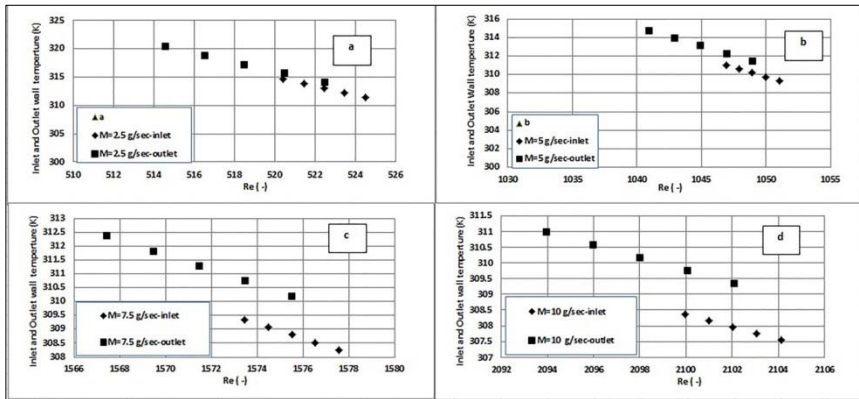 Inlet and Outlet wall temperture (K)
325
320
315
310
305
300
a
a
M=2.5 g/sec-inlet
M=2.5 g/sec-outlet
510 512 514 516 518 520 522 524 526
Re ( -)
Inlet and Outlet Wall temperture (K)
316
314
312
310
308
306
304
302
300
b
b
M=5 g/sec-inlet
M=5 g/sec-outlet
1030 1035 1040 1045 1050 1055
Re ( -)
Inlet and Outlet wall temperture (K)
313
312.5
312
311.5
311
310.5
310
309.5
309
308.5
308
c
M=7.5 g/sec-inlet
M=7.5 g/sec-outlet
1566 1568 1570 1572 1574 1576 1578 1580
Re ( -)
Inlet and Outlet wall temperture (K)
311.5
311
310.5
310
309.5
309
308.5
308
307.5
307
d
M=10 g/sec-inlet
M=10 g/sec-outlet
2092 2094 2096 2098 2100 2102 2104 2106
Re ( -)